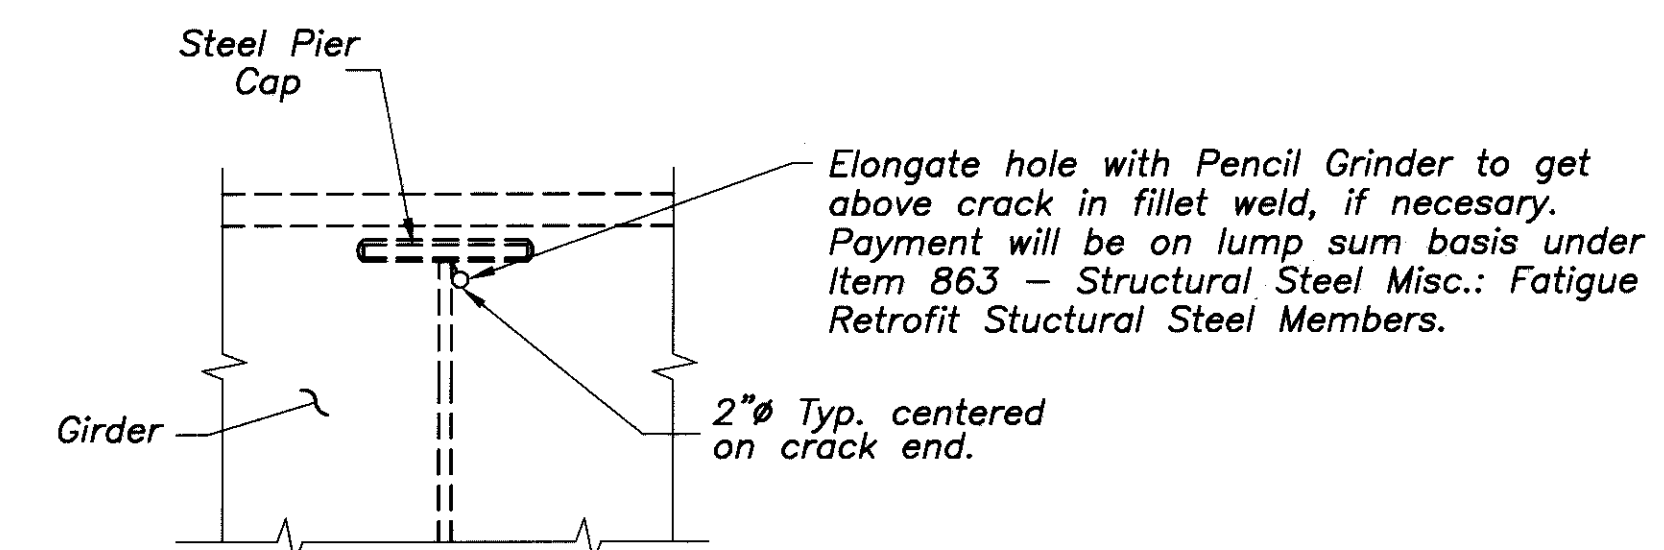 Steel Pier
Cap
Elongate hole with Pencil Grinder to get
above crack in fillet weld, if necesary.
Payment will be on lump sum basis under
Item 863 – Structural Steel Misc.: Fatigue
Retrofit Stuctural Steel Members.
Girder
2"ø Typ. centered
on crack end.